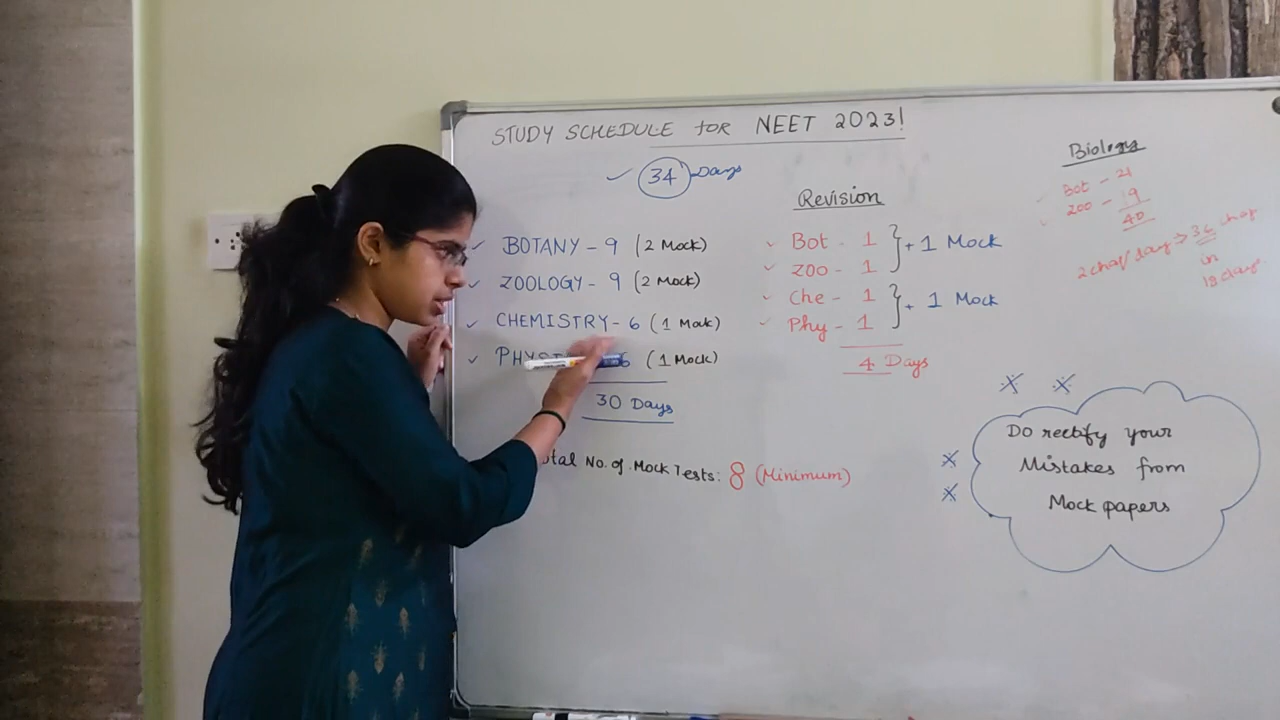 STUDY SCHEDULE for NEET 2023!
34 Days
BOTANY - 9 (2 Mock)
ZOOLOGY - 9 (2 Mock)
CHEMISTRY - 6 (1 Mock)
6 (1 Mock)
30 Days
No. of Mock Tests: 8 (Minimum)
Revision
Bot - 1
Zoo - 1
} + 1 Mock
Che - 1
Phy - 1
} + 1 Mock
4 Days
Biology
Bot - 21
Zoo - 19
40
2 chap/day => 36 chap
in
18 days.
Do rectify your
Mistakes from
Mock papers